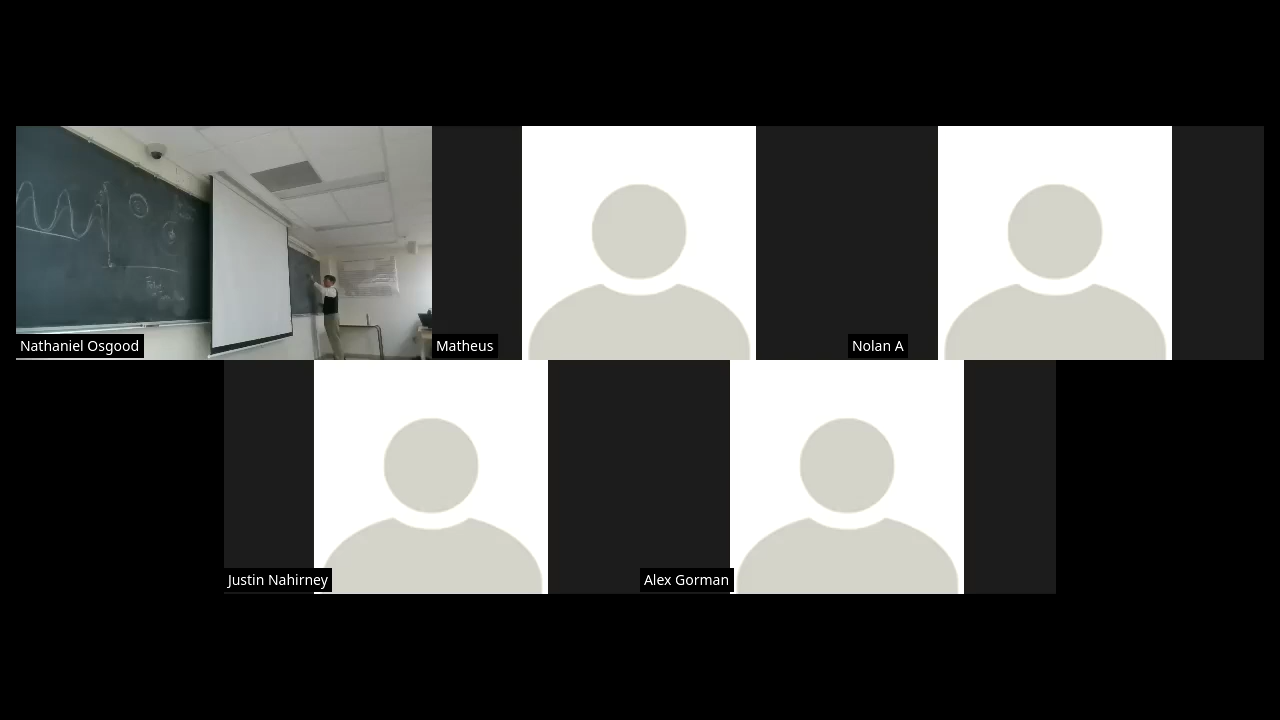 Nathaniel Osgood
Matheus
Nolan A
Justin Nahirney
Alex Gorman